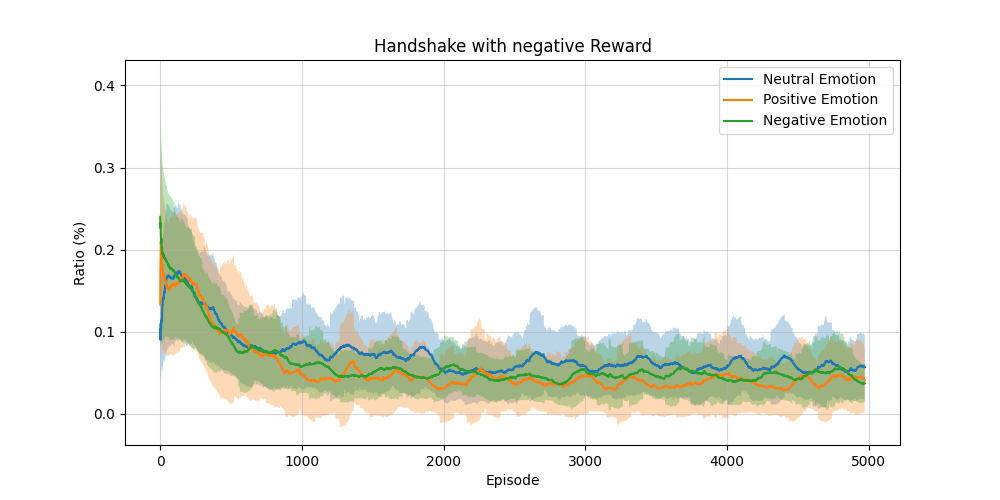 Handshake with negative Reward
Neutral Emotion
Positive Emotion
Negative Emotion
Ratio (%)
0.4
0.3
0.2
0.1
0.0
0 1000 2000 3000 4000 5000
Episode